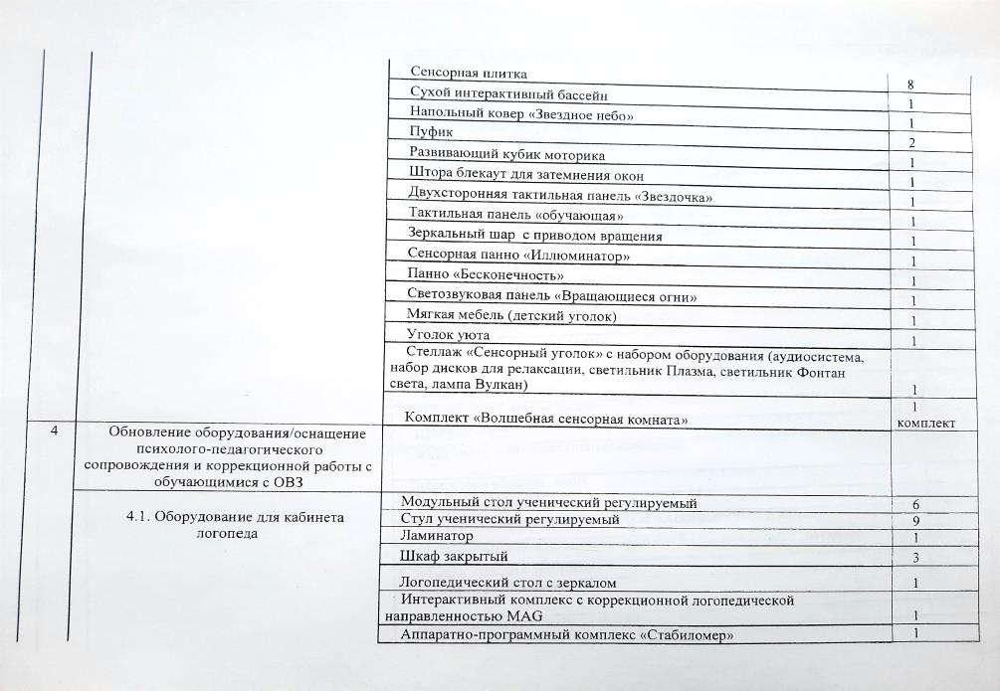 Сенсорная плитка 8
Сухой интерактивный бассейн 1
Напольный ковер «Звездное небо» 1
Пуфик 2
Развивающий кубик моторика 1
Штора блекаут для затемнения окон 1
Двухсторонняя тактильная панель «Звездочка» 1
Тактильная панель «обучающая» 1
Зеркальный шар с приводом вращения 1
Сенсорная панно «Иллюминатор» 1
Панно «Бесконечность» 1
Светозвуковая панель «Вращающиеся огни» 1
Мягкая мебель (детский уголок) 1
Уголок уюта 1
Стеллаж «Сенсорный уголок» с набором оборудования (аудиосистема,
набор дисков для релаксации, светильник Плазма, светильник Фонтан
света, лампа Вулкан) 1
Комплект «Волшебная сенсорная комната» 1
комплект
4 Обновление оборудования/оснащение
психолого-педагогического
сопровождения и коррекционной работы с
обучающимися с ОВЗ
4.1. Оборудование для кабинета
логопеда
Модульный стол ученический регулируемый 6
Стул ученический регулируемый 9
Ламинатор 1
Шкаф закрытый 3
Логопедический стол с зеркалом 1
Интерактивный комплекс с коррекционной логопедической
направленностью MAG 1
Аппаратно-программный комплекс «Стабиломер» 1